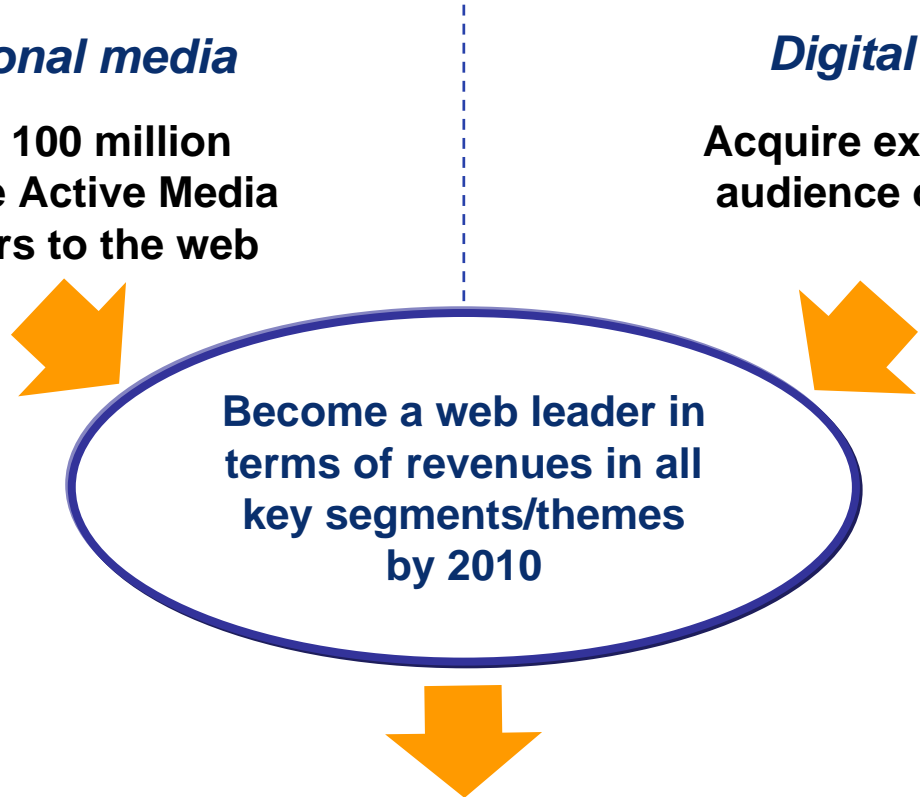 onal media
100 million
e Active Media
rs to the web
Digital
Acquire ex
audience
Become a web leader in
terms of revenues in all
key segments/themes
by 2010